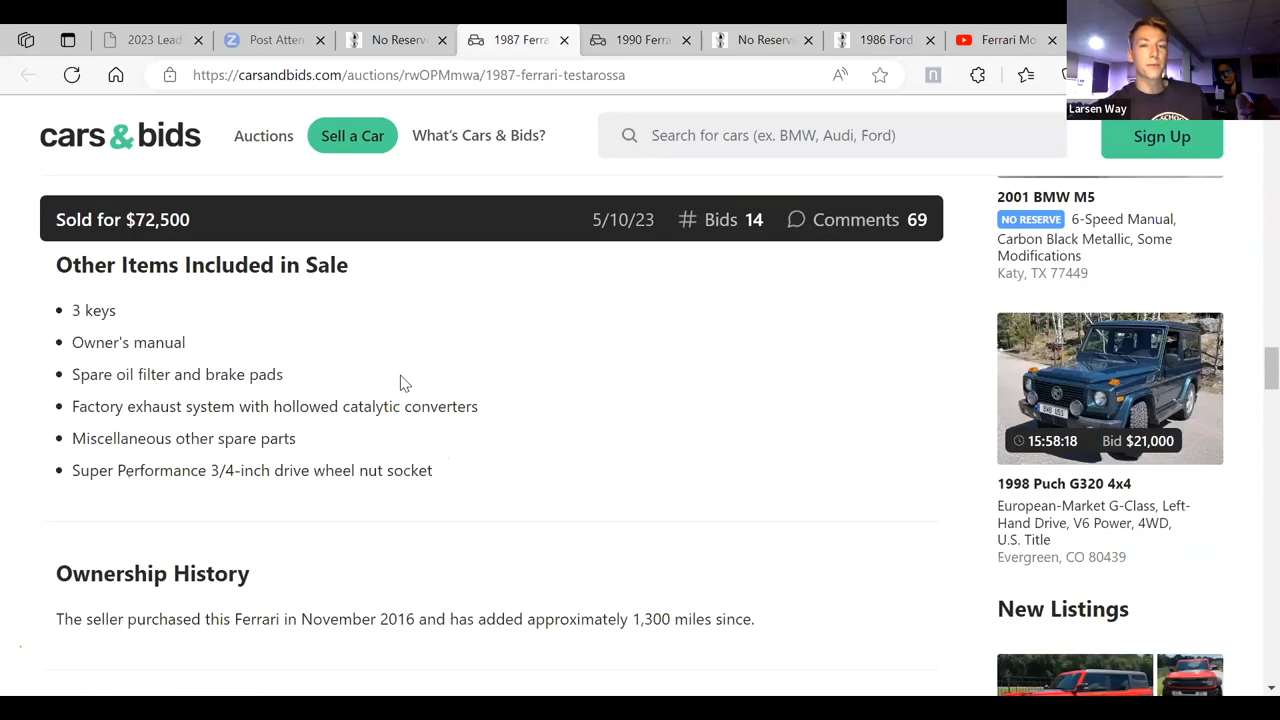 2023 Lead
Post Atten
No Reserv
1987 Ferra
1990 Ferra
No Reserv
1986 Ford
Ferrari Mo
https://carsandbids.com/auctions/rwOPMmwa/1987-ferrari-testarossa
Larsen Way
cars & bids
Auctions
Sell a Car
What's Cars & Bids?
Search for cars (ex. BMW, Audi, Ford)
Sign Up
Sold for $72,500
5/10/23
Bids 14
Comments 69
Other Items Included in Sale
• 3 keys
• Owner's manual
• Spare oil filter and brake pads
• Factory exhaust system with hollowed catalytic converters
• Miscellaneous other spare parts
• Super Performance 3/4-inch drive wheel nut socket
Ownership History
The seller purchased this Ferrari in November 2016 and has added approximately 1,300 miles since.
2001 BMW M5
NO RESERVE 6-Speed Manual,
Carbon Black Metallic, Some
Modifications
Katy, TX 77449
15:58:18 Bid $21,000
1998 Puch G320 4x4
European-Market G-Class, Left-
Hand Drive, V6 Power, 4WD,
U.S. Title
Evergreen, CO 80439
New Listings